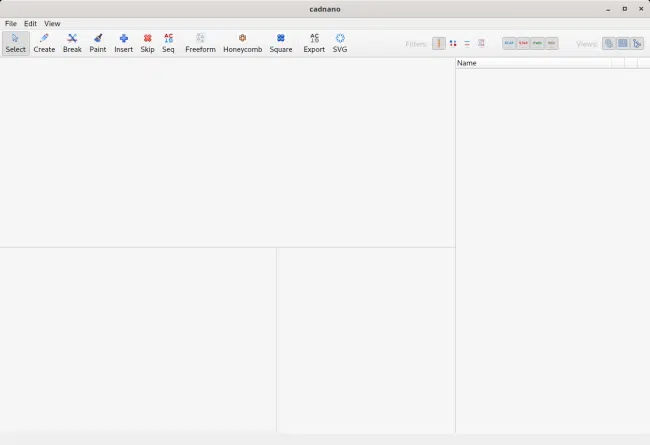 cadnano
File Edit View
Select Create Break Paint Insert Skip Seq Freeform Honeycomb Square Export SVG Filters: Views:
Name